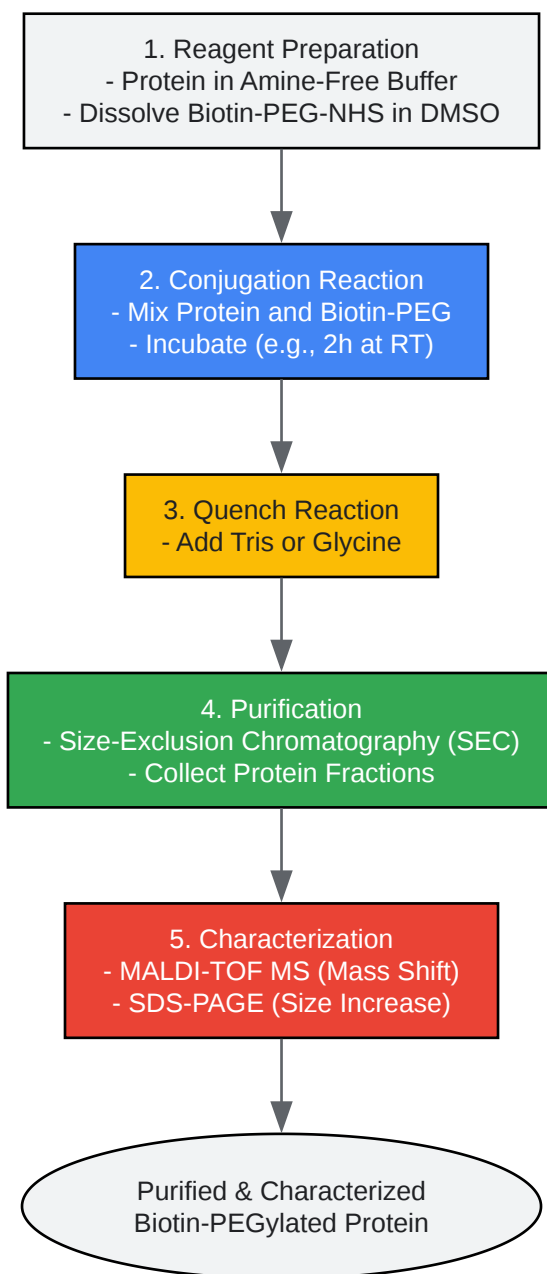 1. Reagent Preparation
- Protein in Amine-Free Buffer
- Dissolve Biotin-PEG-NHS in DMSO
2. Conjugation Reaction
- Mix Protein and Biotin-PEG
- Incubate (e.g., 2h at RT)
3. Quench Reaction
- Add Tris or Glycine
4. Purification
- Size-Exclusion Chromatography (SEC)
- Collect Protein Fractions
5. Characterization
- MALDI-TOF MS (Mass Shift)
- SDS-PAGE (Size Increase)
Purified & Characterized
Biotin-PEGylated Protein